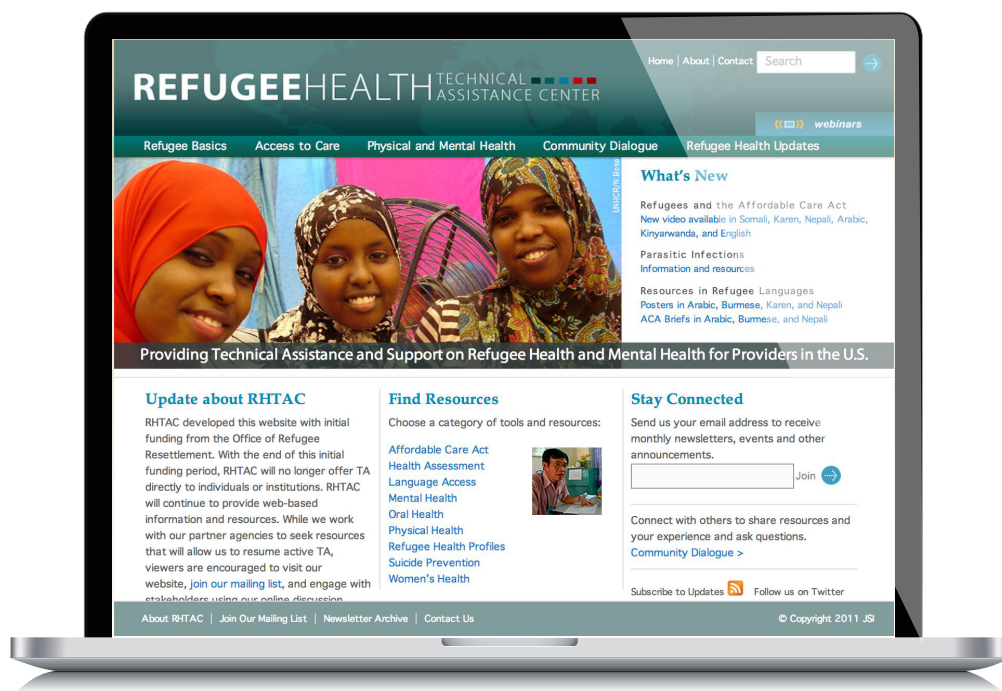 Home | About | Contact
Search
REFUGEEHEALTH TECHNICAL
ASSISTANCE CENTER
webinars
Refugee Basics
Access to Care
Physical and Mental Health
Community Dialogue
Refugee Health Updates
UNHCR/N.Bose
What's New
Refugees and the Affordable Care Act
New video available in Somali, Karen, Nepali, Arabic,
Kinyarwanda, and English
Parasitic Infections
Information and resources
Resources in Refugee Languages
Posters in Arabic, Burmese, Karen, and Nepali
ACA Briefs in Arabic, Burmese, and Nepali
Providing Technical Assistance and Support on Refugee Health and Mental Health for Providers in the U.S.
Update about RHTAC
RHTAC developed this website with initial
funding from the Office of Refugee
Resettlement. With the end of this initial
funding period, RHTAC will no longer offer TA
directly to individuals or institutions. RHTAC
will continue to provide web-based
information and resources. While we work
with our partner agencies to seek resources
that will allow us to resume active TA,
viewers are encouraged to visit our
website, join our mailing list, and engage with
stakeholders using our online discussion
Find Resources
Choose a category of tools and resources:
Affordable Care Act
Health Assessment
Language Access
Mental Health
Oral Health
Physical Health
Refugee Health Profiles
Suicide Prevention
Women's Health
Stay Connected
Send us your email address to receive
monthly newsletters, events and other
announcements.
Join
Connect with others to share resources and
your experience and ask questions.
Community Dialogue >
Subscribe to Updates
Follow us on Twitter
About RHTAC | Join Our Mailing List | Newsletter Archive | Contact Us
© Copyright 2011 JSI